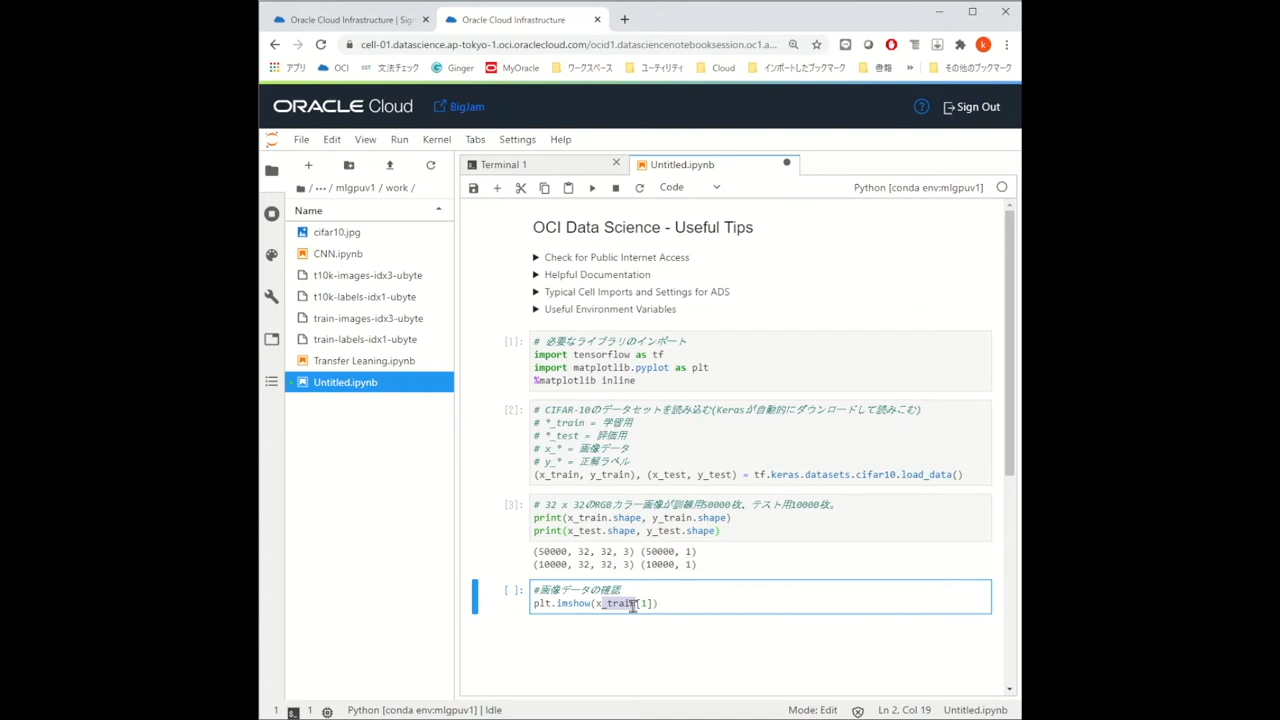 Oracle Cloud Infrastructure | Sign
Oracle Cloud Infrastructure
cell-01.datascience.ap-tokyo-1.oci.oraclecloud.com/ocid1.datasciencenotebooksession.oc1.a...
アプリ OCI ST 文法チェック Ginger MyOracle ワークスペース ユーティリティ Cloud インポートしたブックマーク 書籍 » その他のブックマーク
ORACLE Cloud BigJam Sign Out
File Edit View Run Kernel Tabs Settings Help
Terminal 1 Untitled.ipynb
/ ··· / mlgpuv1 / work /
Code Python [conda env:mlgpuv1]
Name
cifar10.jpg
CNN.ipynb
t10k-images-idx3-ubyte
t10k-labels-idx1-ubyte
train-images-idx3-ubyte
train-labels-idx1-ubyte
Transfer Leaning.ipynb
Untitled.ipynb
OCI Data Science - Useful Tips
Check for Public Internet Access
Helpful Documentation
Typical Cell Imports and Settings for ADS
Useful Environment Variables
[1]: # 必要なライブラリのインポート
import tensorflow as tf
import matplotlib.pyplot as plt
%matplotlib inline
[2]: # CIFAR-10のデータセットを読み込む(Kerasが自動的にダウンロードして読みこむ)
# *_train = 学習用
# *_test = 評価用
# x_* = 画像データ
# y_* = 正解ラベル
(x_train, y_train), (x_test, y_test) = tf.keras.datasets.cifar10.load_data()
[3]: # 32 x 32のRGBカラー画像が訓練用50000枚、テスト用10000枚。
print(x_train.shape, y_train.shape)
print(x_test.shape, y_test.shape)
(50000, 32, 32, 3) (50000, 1)
(10000, 32, 32, 3) (10000, 1)
[ ]: #画像データの確認
plt.imshow(x_train[1])
1 1 Python [conda env:mlgpuv1] | Idle Mode: Edit Ln 2, Col 19 Untitled.ipynb